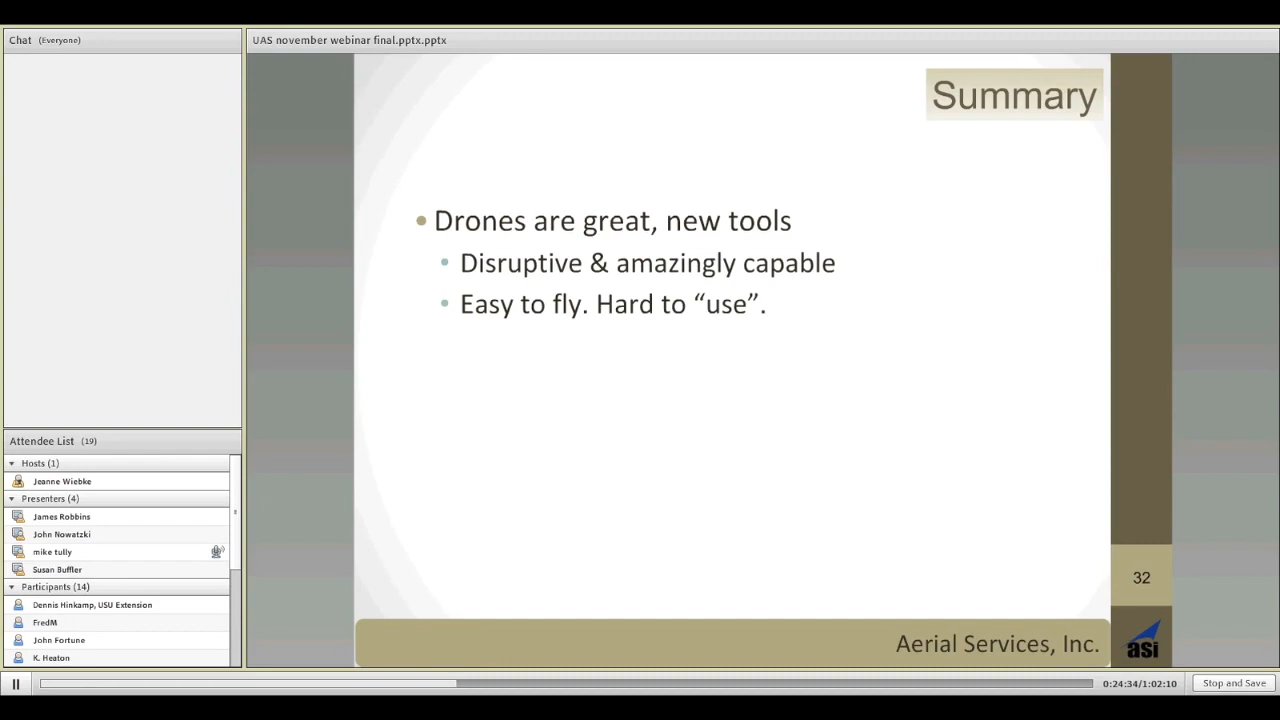 Chat (Everyone)
UAS november webinar final.pptx.pptx
Summary
Drones are great, new tools
Disruptive & amazingly capable
Easy to fly. Hard to “use”.
32
Aerial Services, Inc.
asi
Attendee List (19)
Hosts (1)
Jeanne Wiebke
Presenters (4)
James Robbins
John Nowatzki
mike tully
Susan Buffler
Participants (14)
Dennis Hinkamp, USU Extension
FredM
John Fortune
K. Heaton
0:24:34/1:02:10
Stop and Save